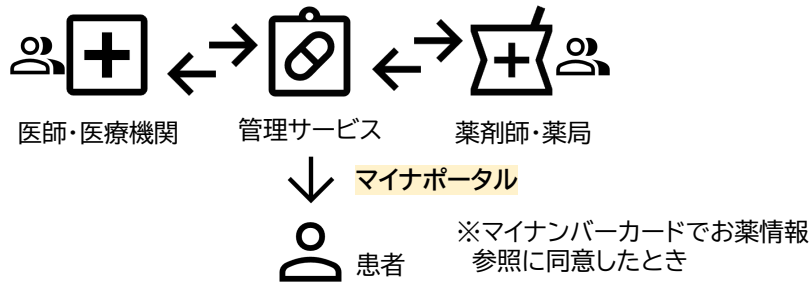 医師・医療機関
管理サービス
薬剤師・薬局
マイナポータル
患者
※マイナンバーカードでお薬情報
参照に同意したとき